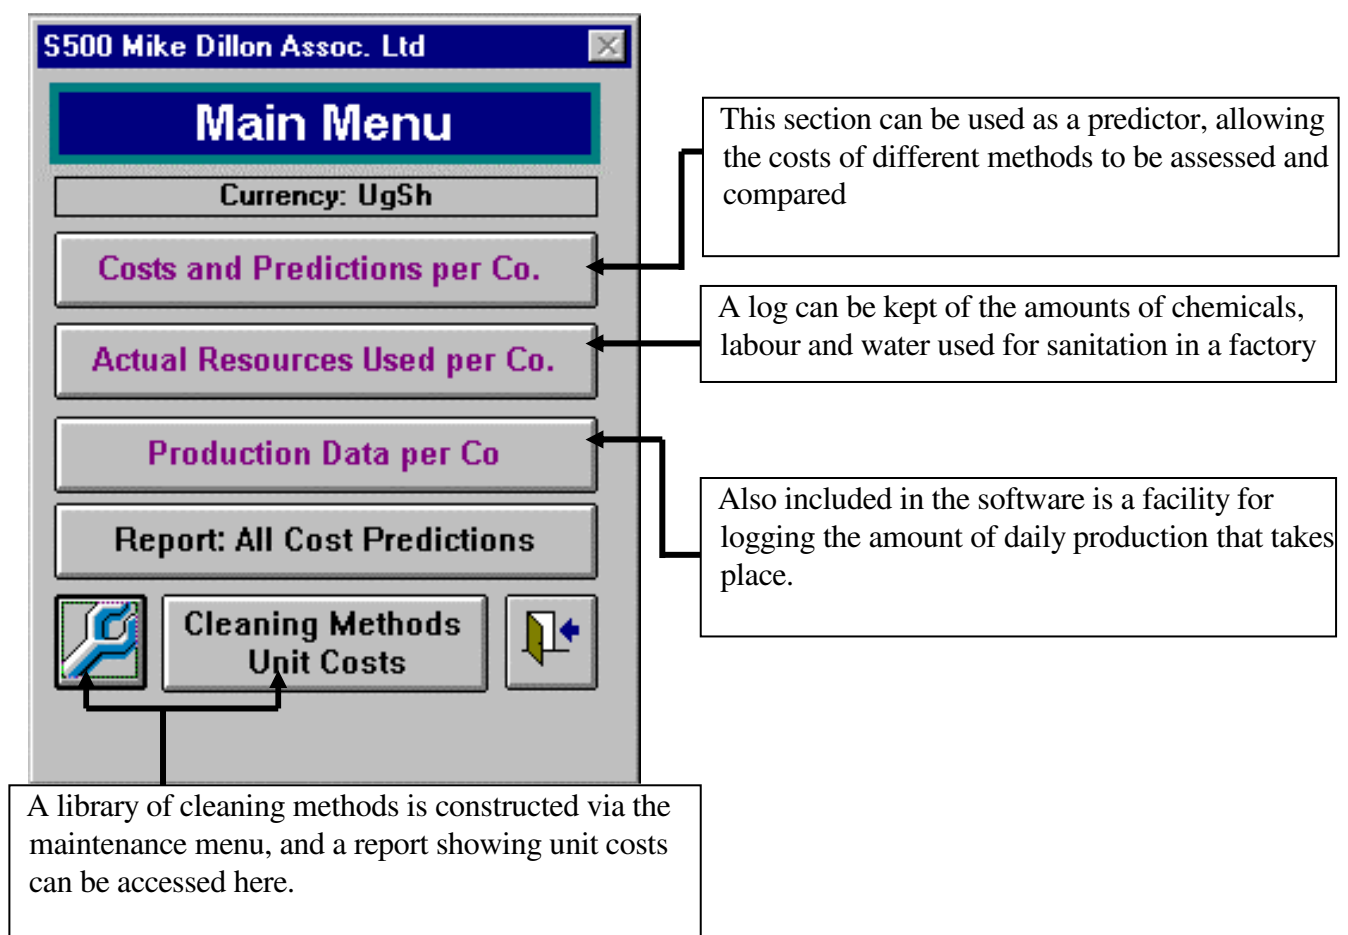 S500 Mike Dillon Assoc. Ltd
Main Menu
Currency: UgSh
Costs and Predictions per Co.
Actual Resources Used per Co.
Production Data per Co
Report: All Cost Predictions
Cleaning Methods
Unit Costs
This section can be used as a predictor, allowing
the costs of different methods to be assessed and
compared
A log can be kept of the amounts of chemicals,
labour and water used for sanitation in a factory
Also included in the software is a facility for
logging the amount of daily production that takes
place.
A library of cleaning methods is constructed via the
maintenance menu, and a report showing unit costs
can be accessed here.